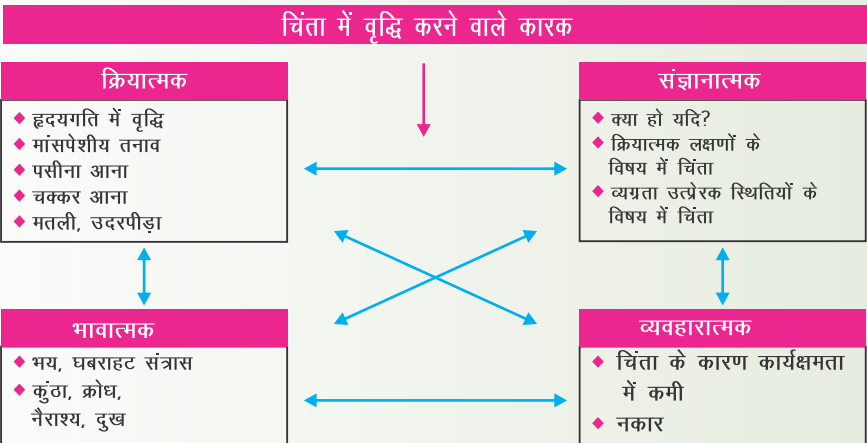 चिंता में वृद्धि करने वाले कारक
क्रियात्मक
◆ हृदयगति में वृद्धि
◆ मांसपेशीय तनाव
◆ पसीना आना
◆ चक्कर आना
◆ मतली, उदरपीड़ा
संज्ञानात्मक
◆ क्या हो यदि?
◆ क्रियात्मक लक्षणों के
विषय में चिंता
◆ व्यग्रता उत्प्रेरक स्थितियों के
विषय में चिंता
भावात्मक
◆ भय, घबराहट संत्रास
◆ कुंठा, क्रोध,
नैराश्य, दुख
व्यवहारात्मक
◆ चिंता के कारण कार्यक्षमता
में कमी
◆ नकार